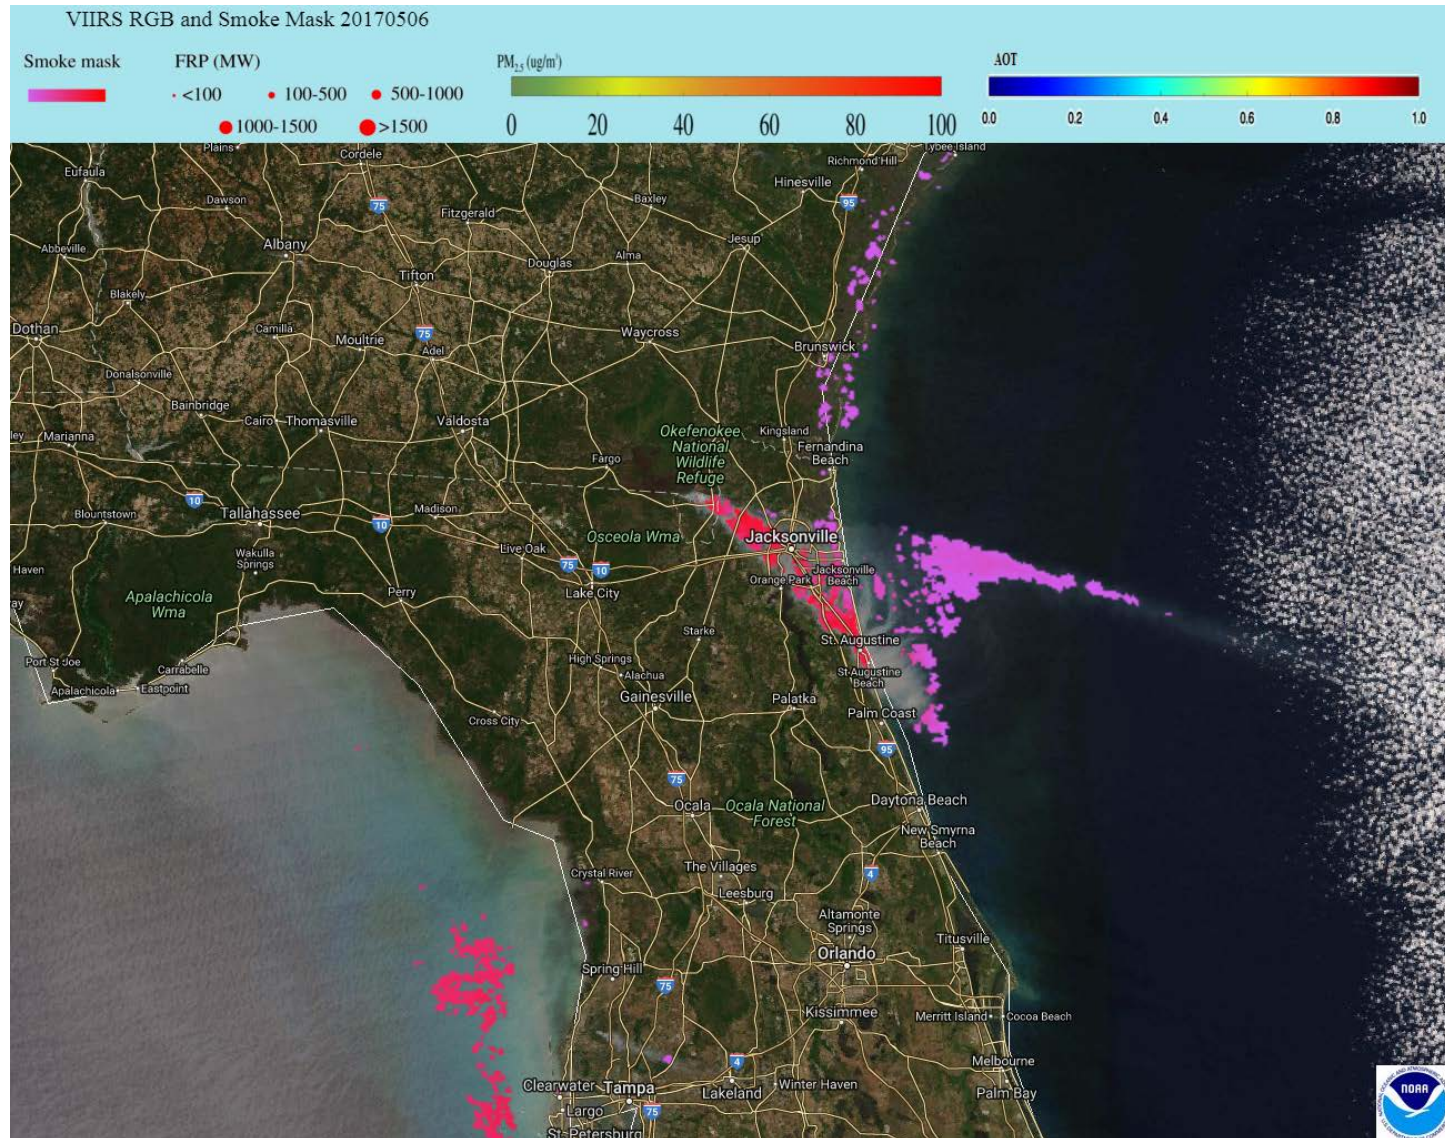 VIIRS RGB and Smoke Mask 20170506
Smoke mask
FRP (MW)
<100
100-500
500-1000
1000-1500
>1500
PM2.5 (ug/m³)
0 20 40 60 80 100
AOT
0.0 0.2 0.4 0.6 0.8 1.0
Plains
Cordele
Richmond Hill
Tybee Island
Eufaula
Hinesville
Dawson
75
Baxley
95
Fitzgerald
Abbeville
Albany
Jesup
Alma
Douglas
Tifton
Blakely
Dothan
Camilla
Moultrie
75
Adel
Waycross
Brunswick
Donalsonville
Bainbridge
Cairo
Thomasville
Valdosta
ley
Marianna
Okefenokee
National
Wildlife
Refuge
Kingsland
Fernandina
Beach
Fargo
10
Blountstown
Tallahassee
Madison
10
Osceola Wma
Jacksonville
Live Oak
75
10
Wakulla
Springs
Haven
Jacksonville
Beach
Orange Park
Lake City
Perry
ay
Apalachicola
Wma
Starke
St. Augustine
High Springs
Port St Joe
Carrabelle
Alachua
St Augustine
Beach
Apalachicola
Eastpoint
Gainesville
Palatka
Cross City
Palm Coast
95
75
Ocala
Ocala National
Forest
Daytona Beach
New Smyrna
Beach
Crystal River
The Villages
4
Leesburg
Altamonte
Springs
Titusville
Orlando
Spring Hill
75
Kissimmee
Merritt Island
Cocoa Beach
4
Melbourne
Clearwater
Tampa
Lakeland
Winter Haven
Palm Bay
Largo
75
St. Petersburg
NOAA